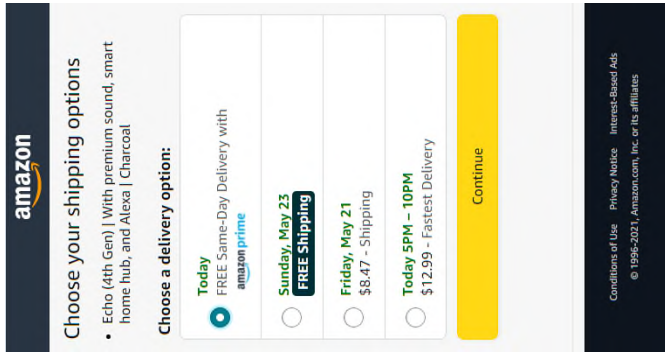 amazon
Choose your shipping options
• Echo (4th Gen) | With premium sound, smart
home hub, and Alexa | Charcoal
Choose a delivery option:
Today
FREE Same-Day Delivery with
amazon prime
Sunday, May 23
FREE Shipping
Friday, May 21
$8.47 - Shipping
Today 5PM – 10PM
$12.99 - Fastest Delivery
Continue
Conditions of Use Privacy Notice Interest-Based Ads
© 1996-2021, Amazon.com, Inc. or its affiliates